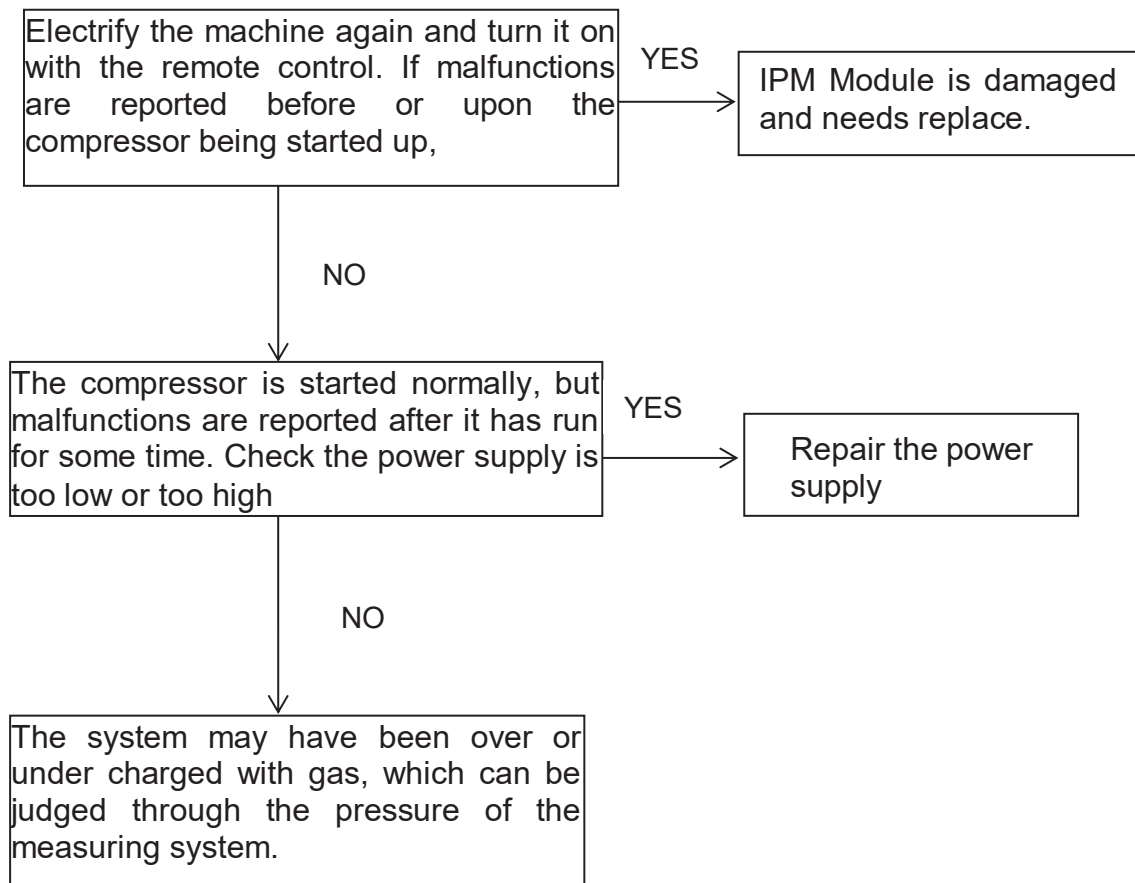 Electrify the machine again and turn it on
with the remote control. If malfunctions
are reported before or upon the
compressor being started up,
YES
IPM Module is damaged
and needs replace.
NO
The compressor is started normally, but
malfunctions are reported after it has run
for some time. Check the power supply is
too low or too high
YES
Repair the power
supply
NO
The system may have been over or
under charged with gas, which can be
judged through the pressure of the
measuring system.